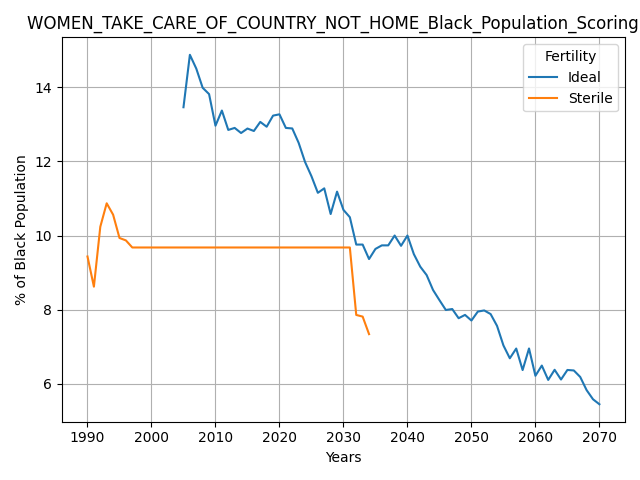 WOMEN_TAKE_CARE_OF_COUNTRY_NOT_HOME_Black_Population_Scoring
Fertility
Ideal
Sterile
% of Black Population
14
12
10
8
6
1990 2000 2010 2020 2030 2040 2050 2060 2070
Years